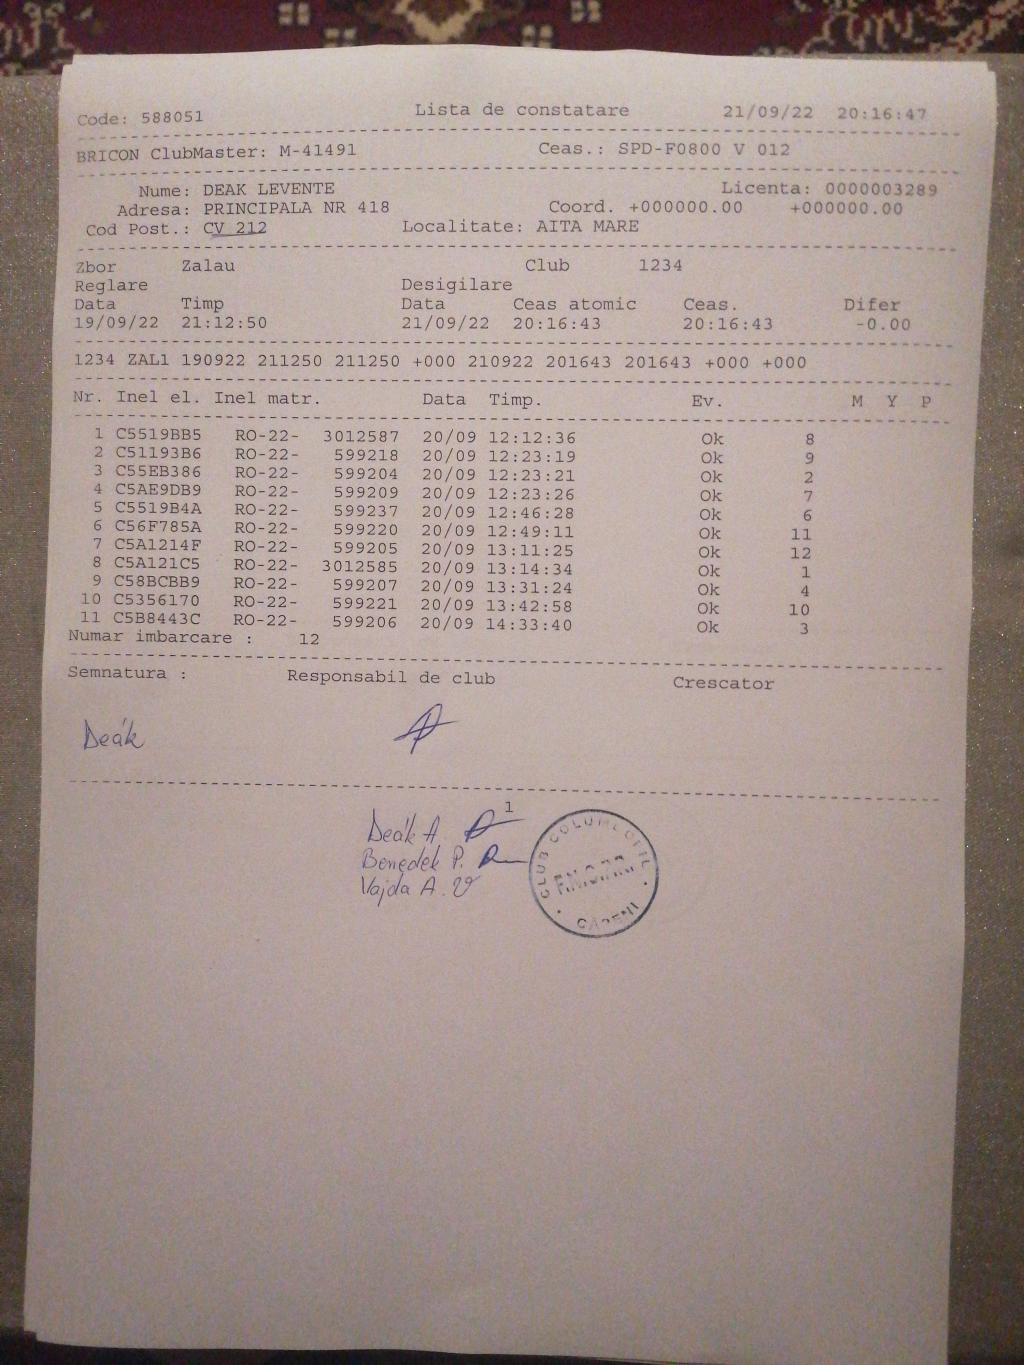 Code: 588051 Lista de constatare 21/09/22 20:16:47
BRICON ClubMaster: M-41491 Ceas.: SPD-F0800 V 012
Nume: DEAK LEVENTE Licenta: 0000003289
Adresa: PRINCIPALA NR 418 Coord. +000000.00 +000000.00
Cod Post.: CV 212 Localitate: AITA MARE
Zbor Zalau Club 1234
Reglare Desigilare
Data Timp Data Ceas atomic Ceas. Difer
19/09/22 21:12:50 21/09/22 20:16:43 20:16:43 -0.00
1234 ZAL1 190922 211250 211250 +000 210922 201643 201643 +000 +000
Nr. Inel el. Inel matr. Data Timp. Ev. M Y P
1 C5519BB5 RO-22- 3012587 20/09 12:12:36 Ok 8
2 C51193B6 RO-22- 599218 20/09 12:23:19 Ok 9
3 C55EB386 RO-22- 599204 20/09 12:23:21 Ok 2
4 C5AE9DB9 RO-22- 599209 20/09 12:23:26 Ok 7
5 C5519B4A RO-22- 599237 20/09 12:46:28 Ok 6
6 C56F785A RO-22- 599220 20/09 12:49:11 Ok 11
7 C5A1214F RO-22- 599205 20/09 13:11:25 Ok 12
8 C5A121C5 RO-22- 3012585 20/09 13:14:34 Ok 1
9 C58BCBB9 RO-22- 599207 20/09 13:31:24 Ok 4
10 C5356170 RO-22- 599221 20/09 13:42:58 Ok 10
11 C5B8443C RO-22- 599206 20/09 14:33:40 Ok 3
Numar imbarcare : 12
Semnatura : Responsabil de club Crescator
Deák
1
Deák A.
Benedek P.
Vajda A.
CLUB COLUMBOFIL
CAPENI